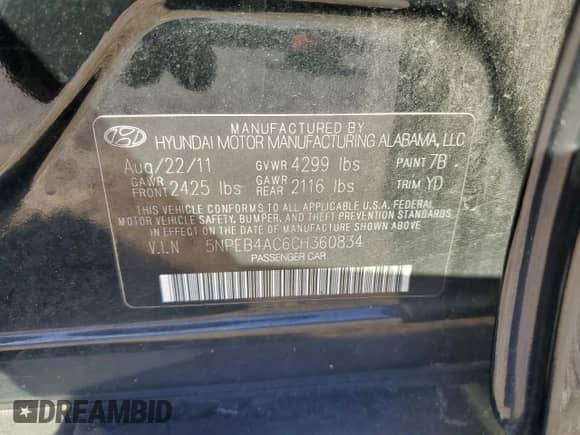 MANUFACTURED BY
HYUNDAI MOTOR MANUFACTURING ALABAMA, LLC
Aug/22/11 GVWR 4299 lbs PAINT 7B
GAWR FRONT 2425 lbs GAWR REAR 2116 lbs TRIM YD
THIS VEHICLE CONFORMS TO ALL APPLICABLE U.S.A. FEDERAL
MOTOR VEHICLE SAFETY, BUMPER, AND THEFT PREVENTION STANDARDS
IN EFFECT ON THE DATE OF MANUFACTURE SHOWN ABOVE.
V.I.N 5NPEB4AC6CH360834
PASSENGER CAR
DREAMBID